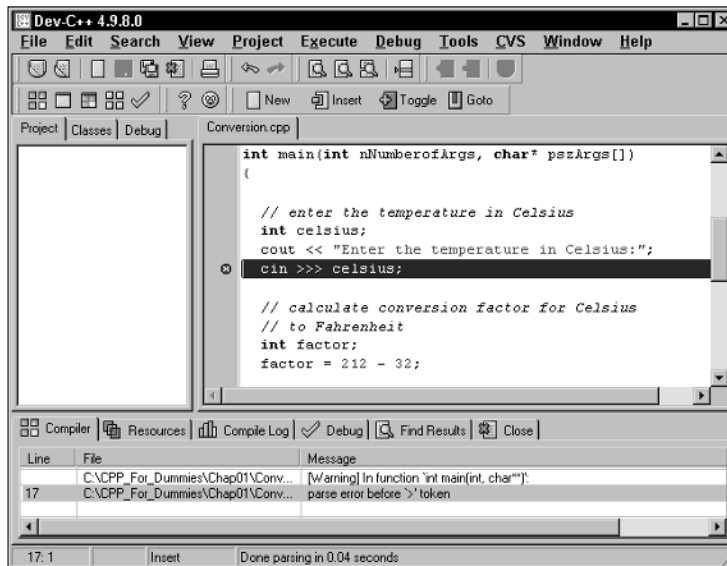 Dev-C++ 4.9.8.0
File Edit Search View Project Execute Debug Tools CVS Window Help
New Insert Toggle Goto
Project Classes Debug
Conversion.cpp
int main(int nNumberofArgs, char* pszArgs[])
{
// enter the temperature in Celsius
int celsius;
cout << "Enter the temperature in Celsius:";
cin >>> celsius;
// calculate conversion factor for Celsius
// to Fahrenheit
int factor;
factor = 212 - 32;
Compiler Resources Compile Log Debug Find Results Close
Line File Message
C:\CPP_For_Dummies\Chap01\Conv... [Warning] In function `int main(int, char**)':
17 C:\CPP_For_Dummies\Chap01\Conv... parse error before `>' token
17: 1 Insert Done parsing in 0.04 seconds